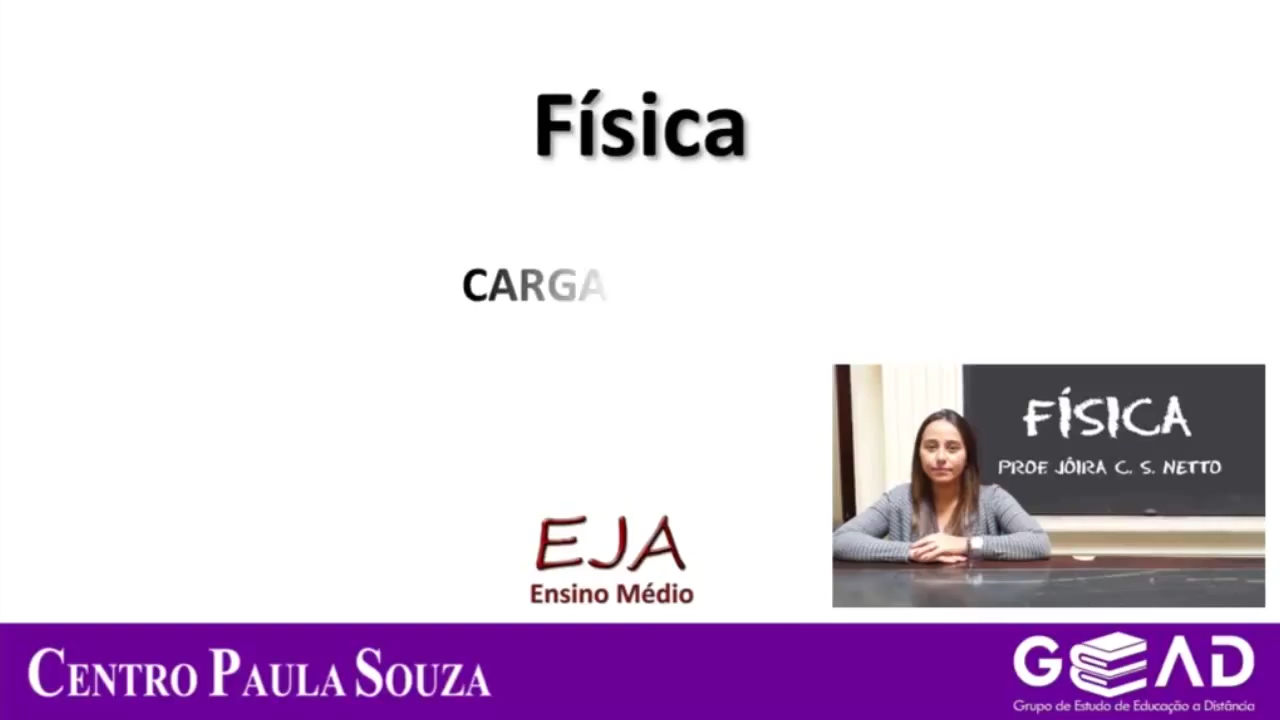 Física
CARGA
FÍSICA
PROF. JÔIRA C. S. NETTO
EJA
Ensino Médio
CENTRO PAULA SOUZA
GEAD
Grupo de Estudo de Educação a Distância